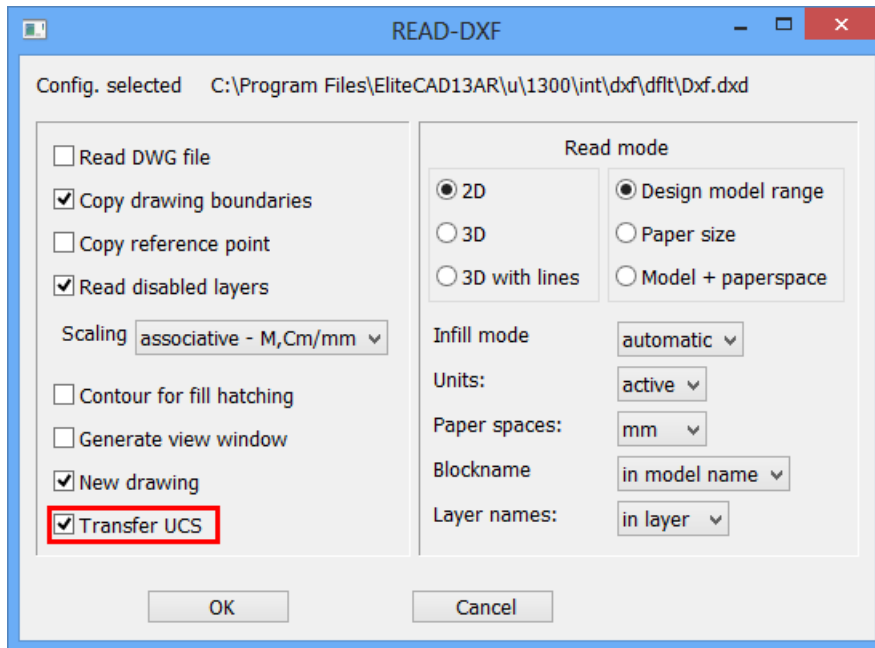 READ-DXF
Config. selected C:\Program Files\EliteCAD13AR\u\1300\int\dxf\dflt\Dxf.dxd
Read DWG file
Copy drawing boundaries
Copy reference point
Read disabled layers
Scaling associative - M,Cm/mm
Contour for fill hatching
Generate view window
New drawing
Transfer UCS
Read mode
2D
3D
3D with lines
Design model range
Paper size
Model + paperspace
Infill mode automatic
Units: active
Paper spaces: mm
Blockname in model name
Layer names: in layer
OK Cancel